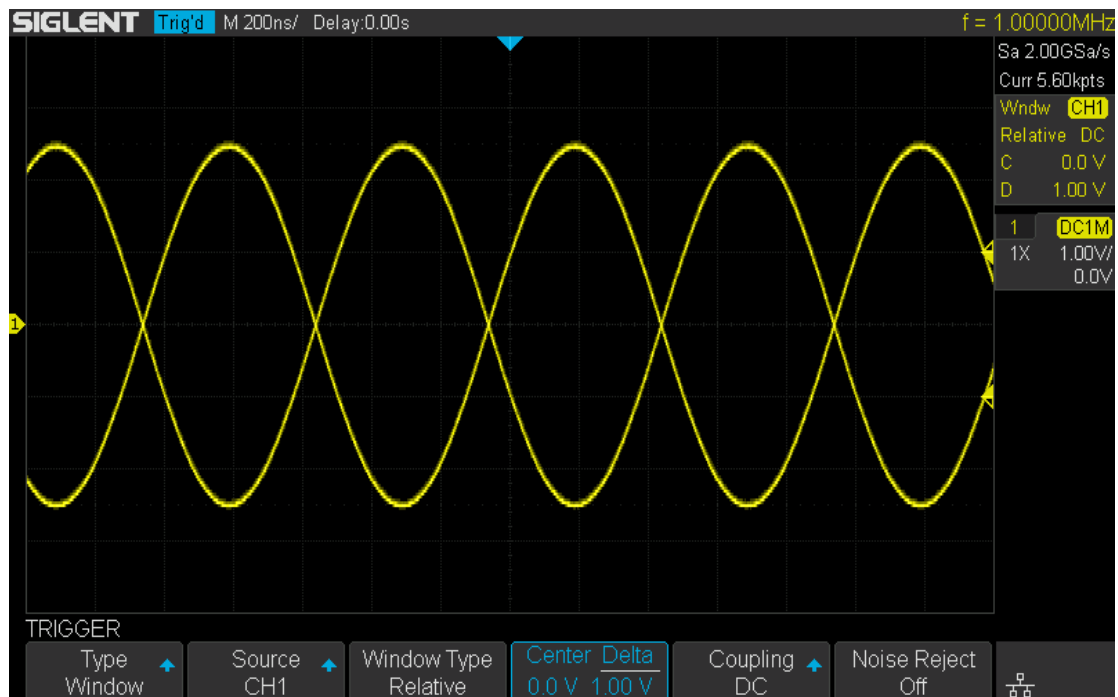 SIGLENT Trig'd M 200ns/ Delay:0.00s f = 1.00000MHz
Sa 2.00GSa/s
Curr 5.60kpts
Wndw CH1
Relative DC
C 0.0 V
D 1.00 V
1 DC1M
1X 1.00V/
0.0V
1
TRIGGER
Type Source Window Type Center Delta Coupling Noise Reject
Window CH1 Relative 0.0 V 1.00 V DC Off